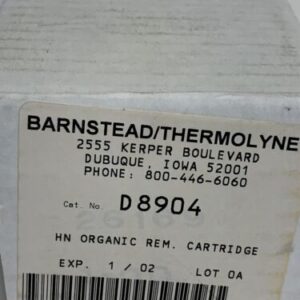 BARNSTEAD/THERMOLYNE
2555 KERPER BOULEVARD
DUBUQUE, IOWA 52001
PHONE: 800-446-6060
Cat. No. D8904
HN ORGANIC REM. CARTRIDGE
EXP. 1 / 02 LOT 0A